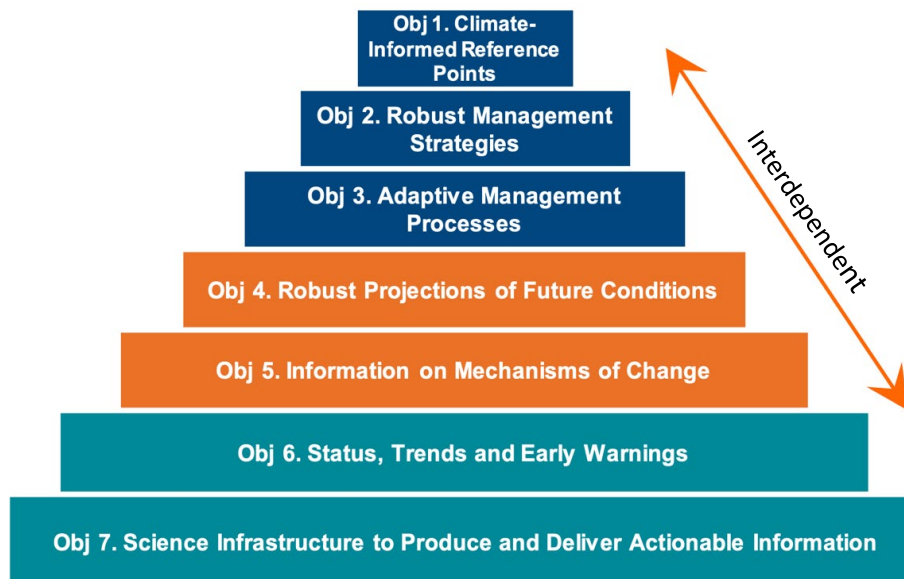 Obj 1. Climate-
Informed Reference
Points
Obj 2. Robust Management
Strategies
Obj 3. Adaptive Management
Processes
Obj 4. Robust Projections of Future Conditions
Obj 5. Information on Mechanisms of Change
Obj 6. Status, Trends and Early Warnings
Obj 7. Science Infrastructure to Produce and Deliver Actionable Information
Interdependent